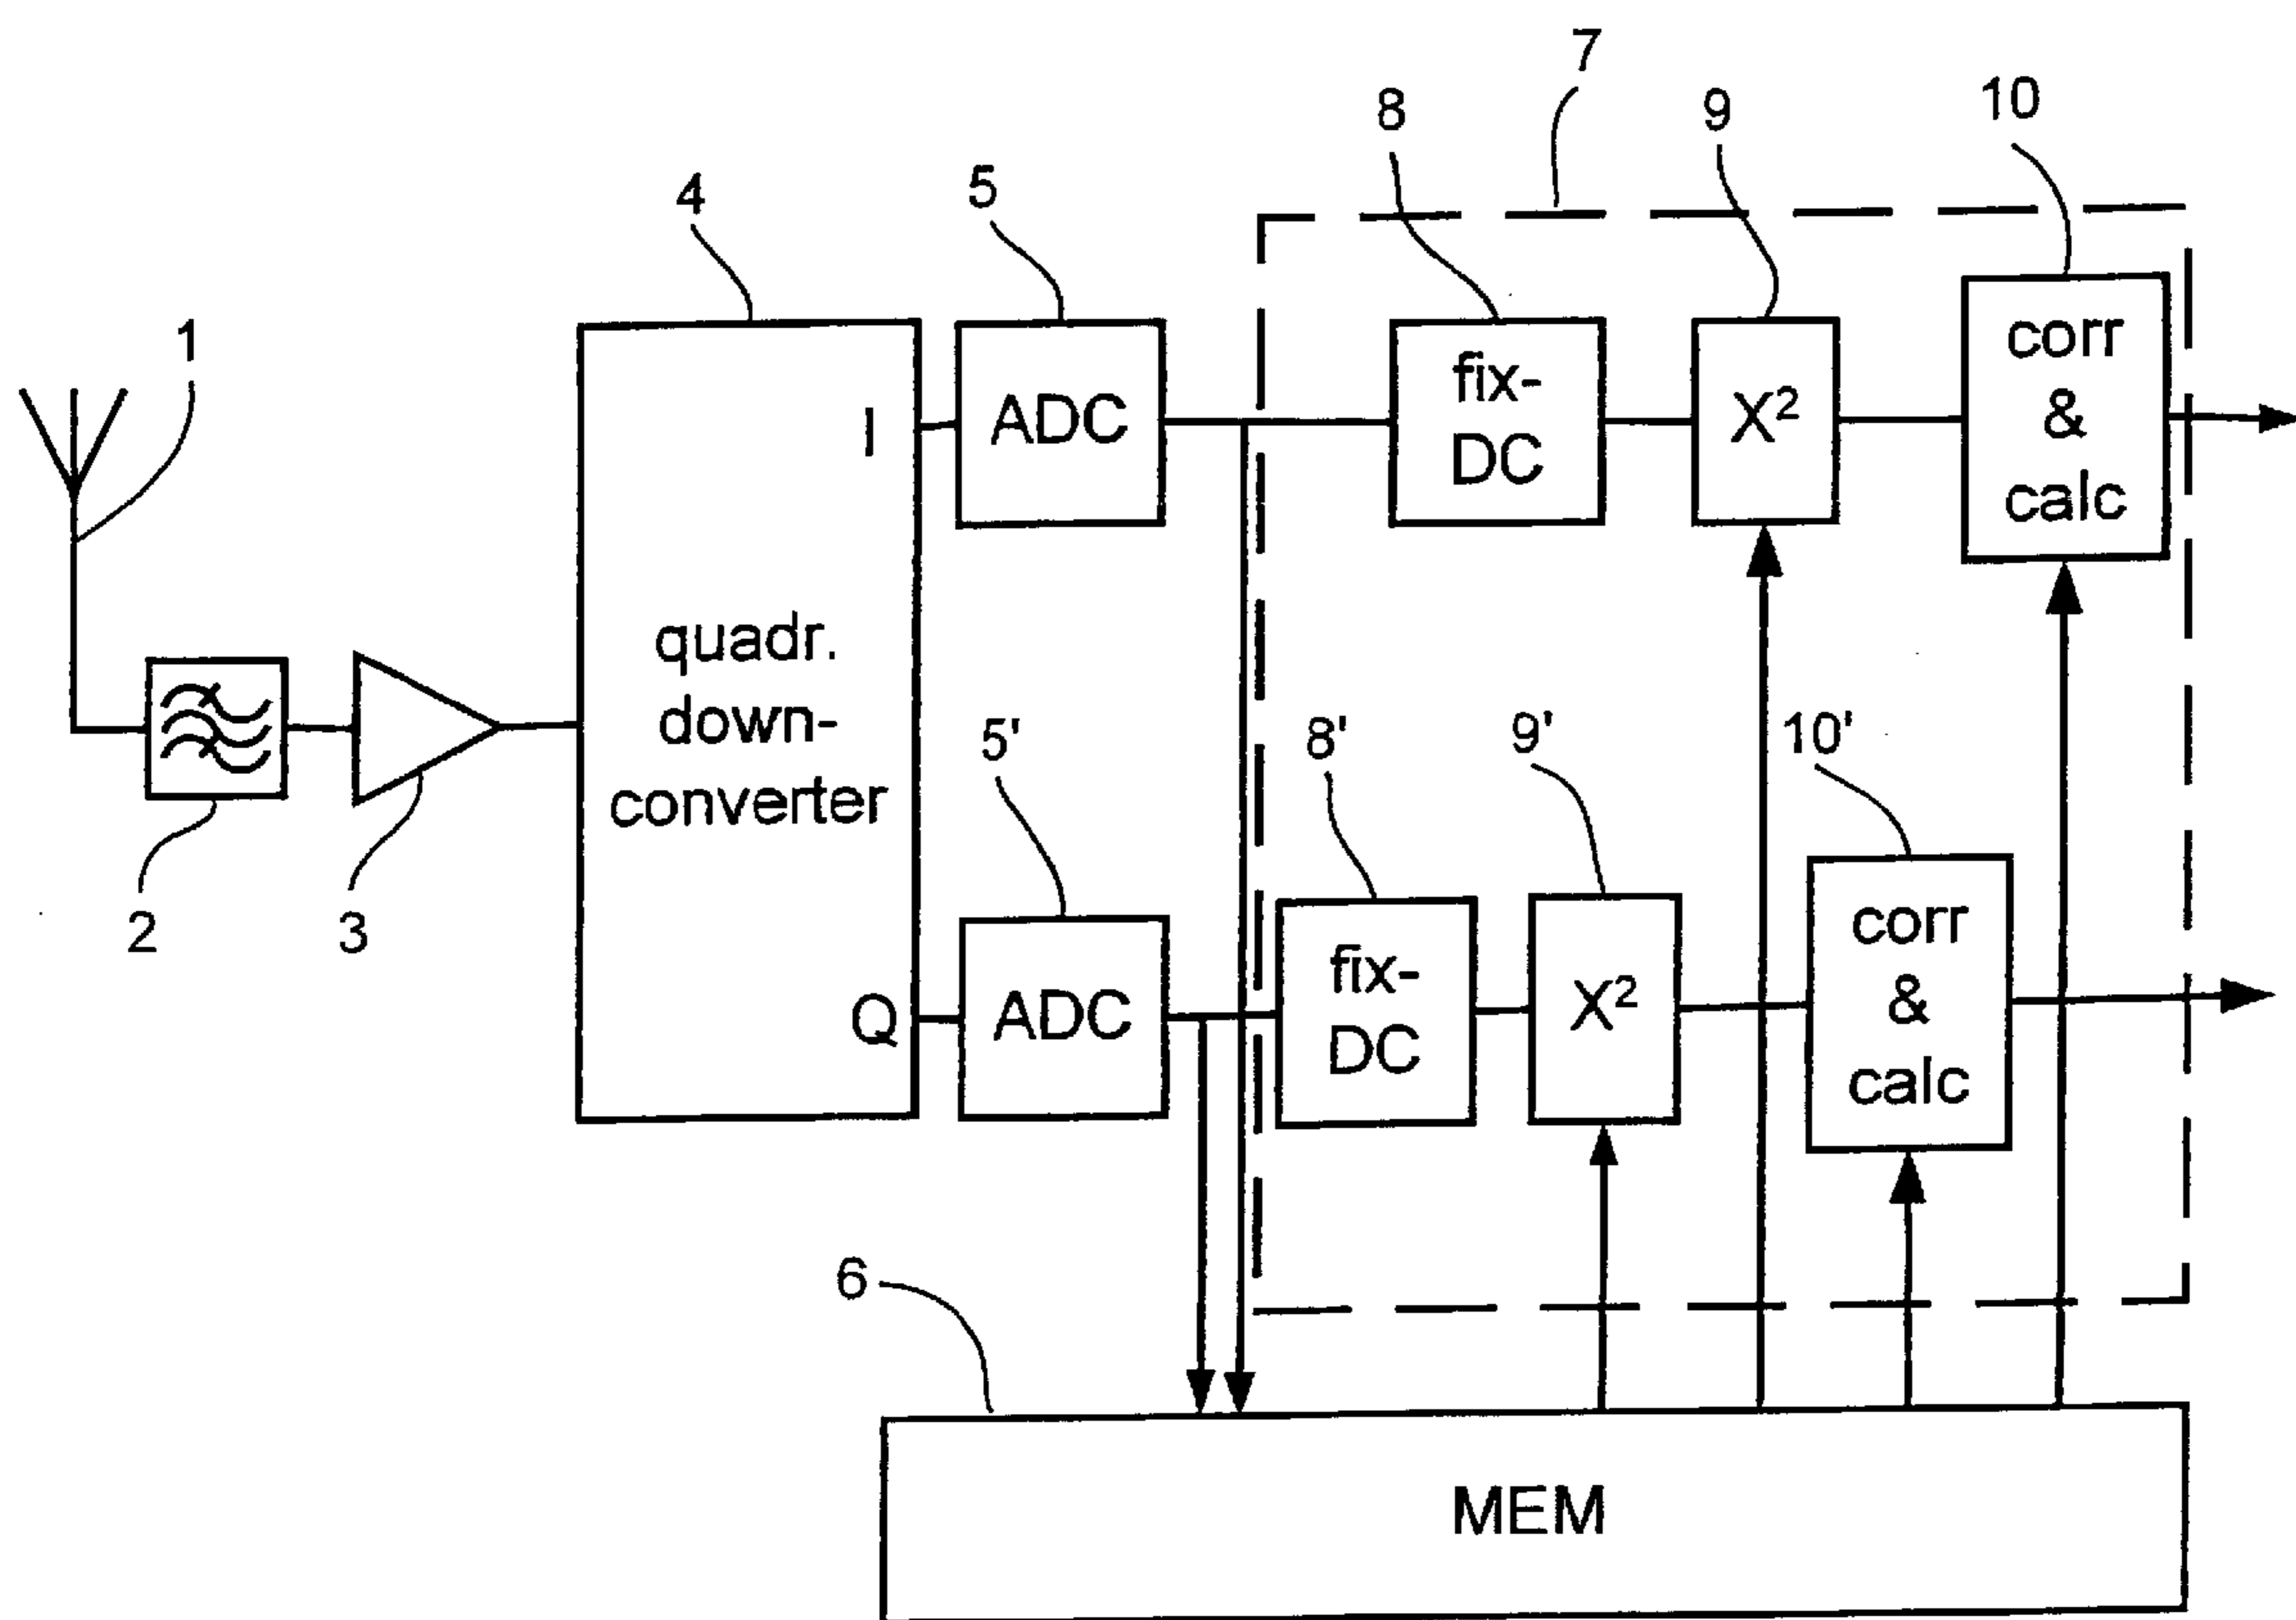 7
8
9
10
4
5
1
I
ADC
fix-
DC
X²
corr
&
calc
quadr.
down-
converter
5'
8'
9'
10'
2
3
Q
ADC
fix-
DC
X²
corr
&
calc
6
MEM